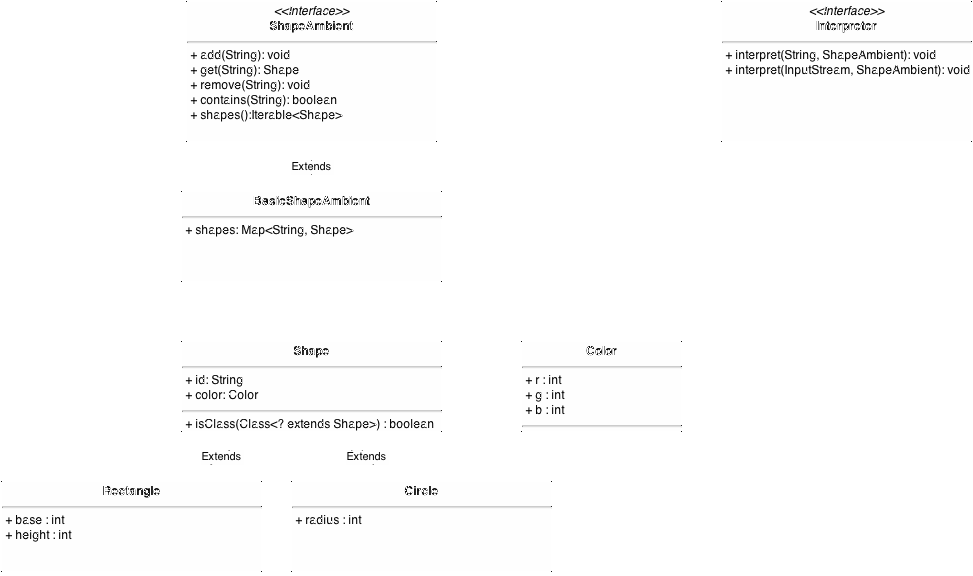 <<Interface>>
ShapeAmbient
+ add(String): void
+ get(String): Shape
+ remove(String): void
+ contains(String): boolean
+ shapes():Iterable<Shape>
<<Interface>>
Interpreter
+ interpret(String, ShapeAmbient): void
+ interpret(InputStream, ShapeAmbient): void
Extends
BasicShapeAmbient
+ shapes: Map<String, Shape>
Shape
+ id: String
+ color: Color
+ isClass(Class<? extends Shape>) : boolean
Color
+ r : int
+ g : int
+ b : int
Extends
Extends
Rectangle
+ base : int
+ height : int
Circle
+ radius : int